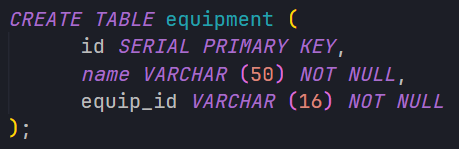 CREATE TABLE equipment (
id SERIAL PRIMARY KEY,
name VARCHAR (50) NOT NULL,
equip_id VARCHAR (16) NOT NULL
);